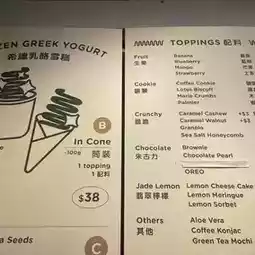 ZEN GREEK YOGURT
希臘乳酪雪糕
B
In Cone
~100g 筒裝
1 topping
1 配料
$38
a Seeds
C
TOPPINGS 配料 W
Fruit
生果
Banana
Blueberry
Mango
Strawberry
Cookie
Coffee Cookie
Lotus Biscoff
Marie Crumbs
Palmier
Crunchy
脆脆
Caramel Cashew +$3
Caramel Walnut +$3
Granola
Sea Salt Honeycomb
Chocolate
朱古力
Brownie
Chocolate Pearl
OREO
Jade Lemon
翡翠檸檬
Lemon Cheese Cake
Lemon Meringue
Lemon Sorbet
Others
其他
Aloe Vera
Coffee Konjac
Green Tea Mochi